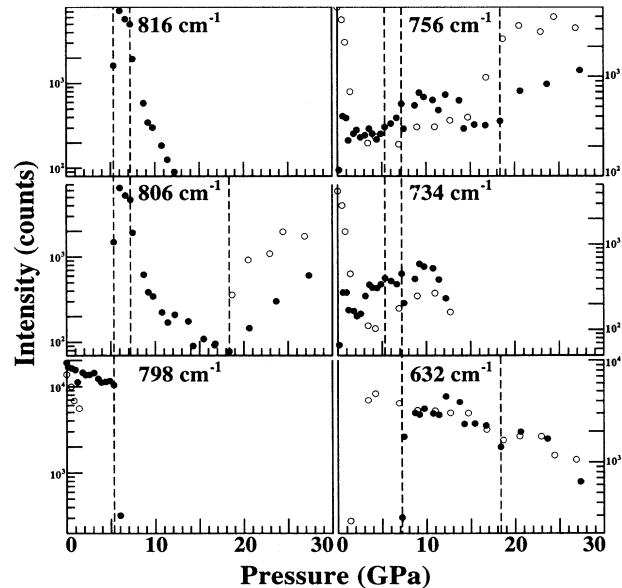 816 cm-1
756 cm-1
10³
10³
10²
10²
806 cm-1
734 cm-1
10³
10³
10²
10²
798 cm-1
632 cm-1
10⁴
10⁴
10³
10³
Intensity (counts)
0 10 20 30
0 10 20 30
Pressure (GPa)